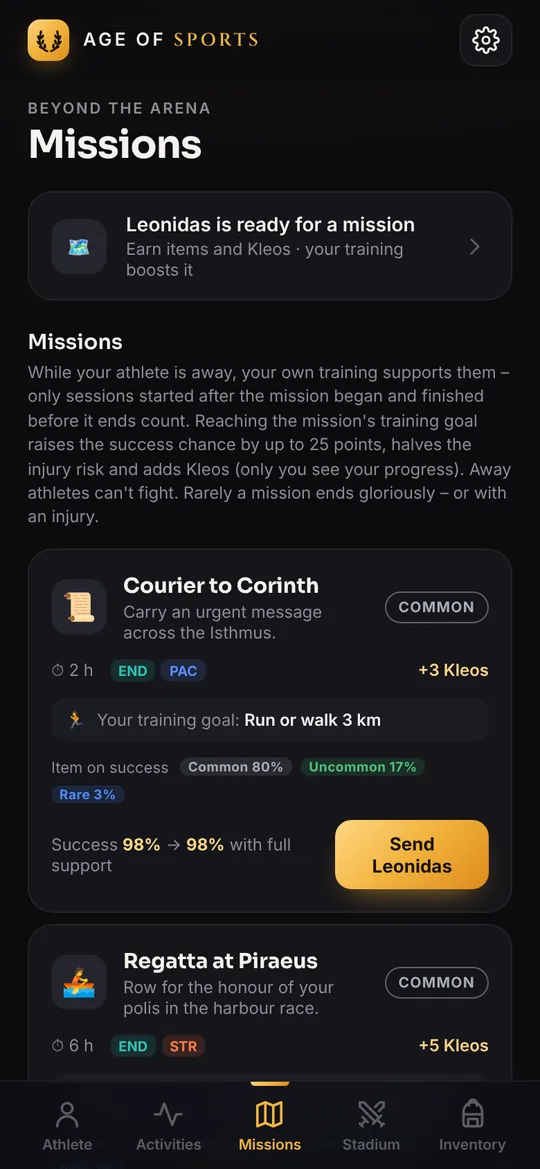 AGE OF SPORTS
BEYOND THE ARENA
Missions
Leonidas is ready for a mission
Earn items and Kleos · your training
boosts it
Missions
While your athlete is away, your own training supports them –
only sessions started after the mission began and finished
before it ends count. Reaching the mission's training goal
raises the success chance by up to 25 points, halves the
injury risk and adds Kleos (only you see your progress). Away
athletes can't fight. Rarely a mission ends gloriously – or with
an injury.
Courier to Corinth
Carry an urgent message
across the Isthmus.
COMMON
2 h END PAC +3 Kleos
Your training goal: Run or walk 3 km
Item on success Common 80% Uncommon 17%
Rare 3%
Success 98% → 98% with full
support
Send
Leonidas
Regatta at Piraeus
Row for the honour of your
polis in the harbour race.
COMMON
6 h END STR +5 Kleos
Athlete Activities Missions Stadium Inventory